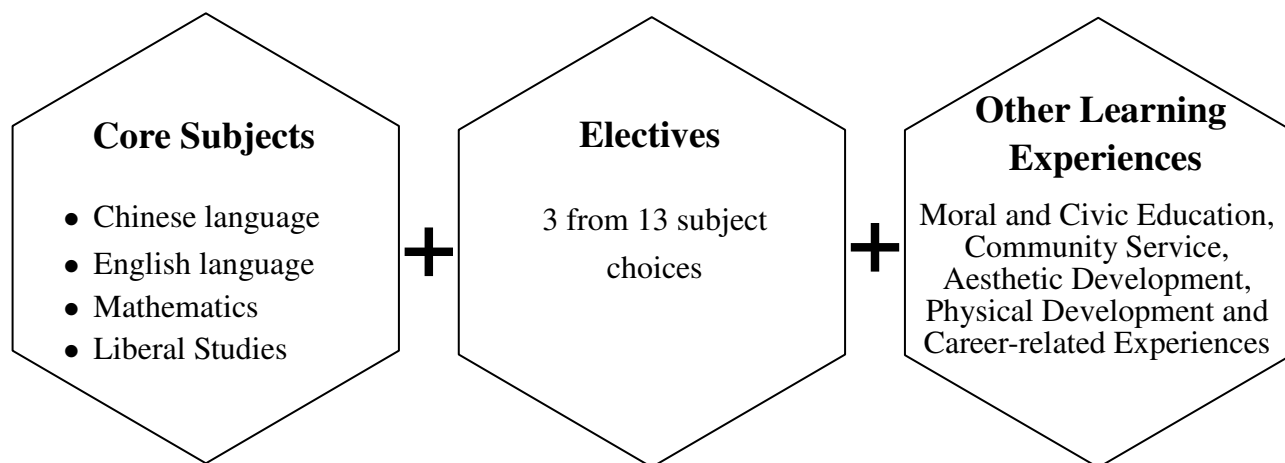 Core Subjects
• Chinese language
• English language
• Mathematics
• Liberal Studies
+
Electives
3 from 13 subject
choices
+
Other Learning
Experiences
Moral and Civic Education,
Community Service,
Aesthetic Development,
Physical Development and
Career-related Experiences